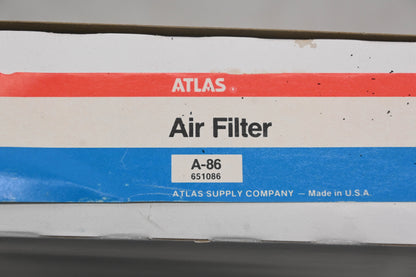 ATLAS®
Air Filter
A-86
651086
ATLAS SUPPLY COMPANY — Made in U.S.A.